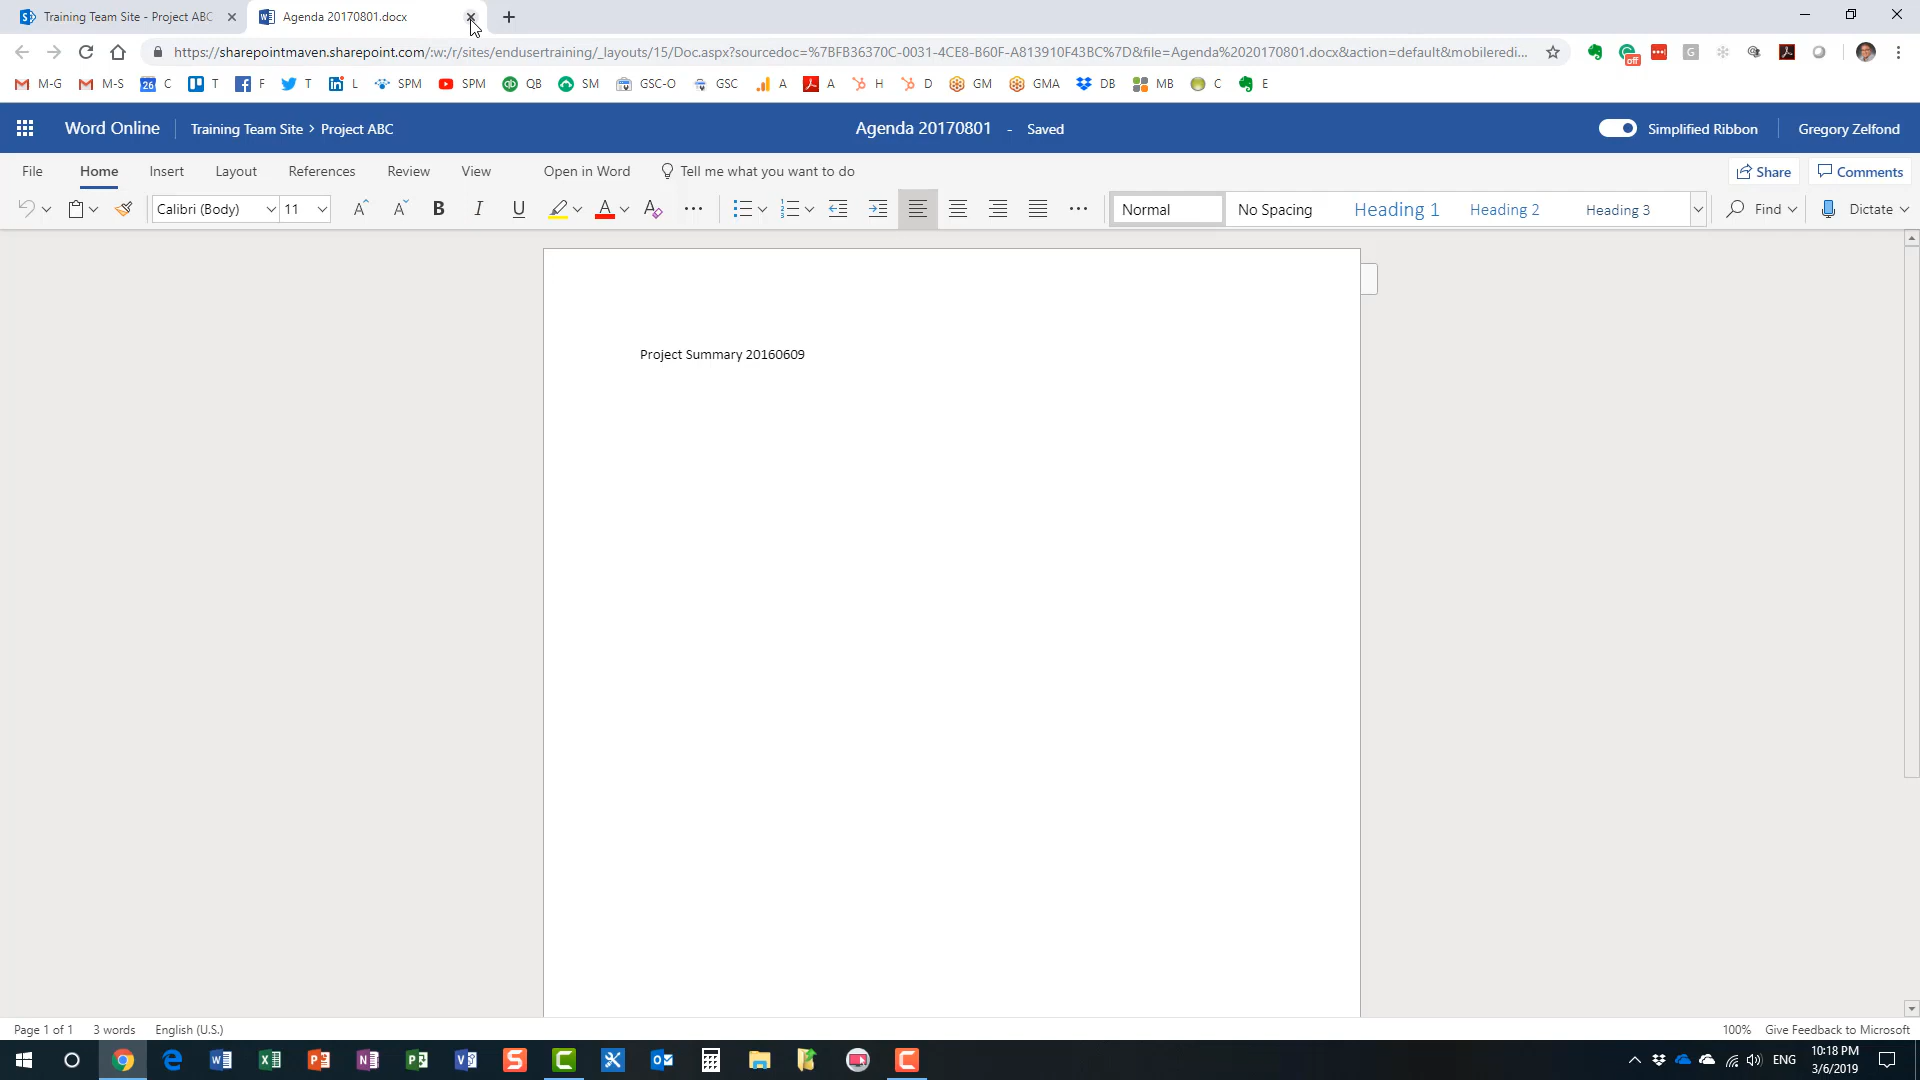 Training Team Site - Project ABC
Agenda 20170801.docx
https://sharepointmaven.sharepoint.com/:w:/r/sites/endusertraining/_layouts/15/Doc.aspx?sourcedoc=%7BFB36370C-0031-4CE8-B60F-A813910F43BC%7D&file=Agenda%2020170801.docx&action=default&mobileredi...
off
M-G M-S 26 C T F T L SPM SPM QB SM GSC-O GSC A A H D GM GMA DB MB C E
Word Online Training Team Site > Project ABC Agenda 20170801 - Saved Simplified Ribbon Gregory Zelfond
File Home Insert Layout References Review View Open in Word Tell me what you want to do Share Comments
Calibri (Body) 11 B I U Normal No Spacing Heading 1 Heading 2 Heading 3 Find Dictate
Project Summary 20160609
Page 1 of 1 3 words English (U.S.) 100% Give Feedback to Microsoft
ENG 10:18 PM
3/6/2019